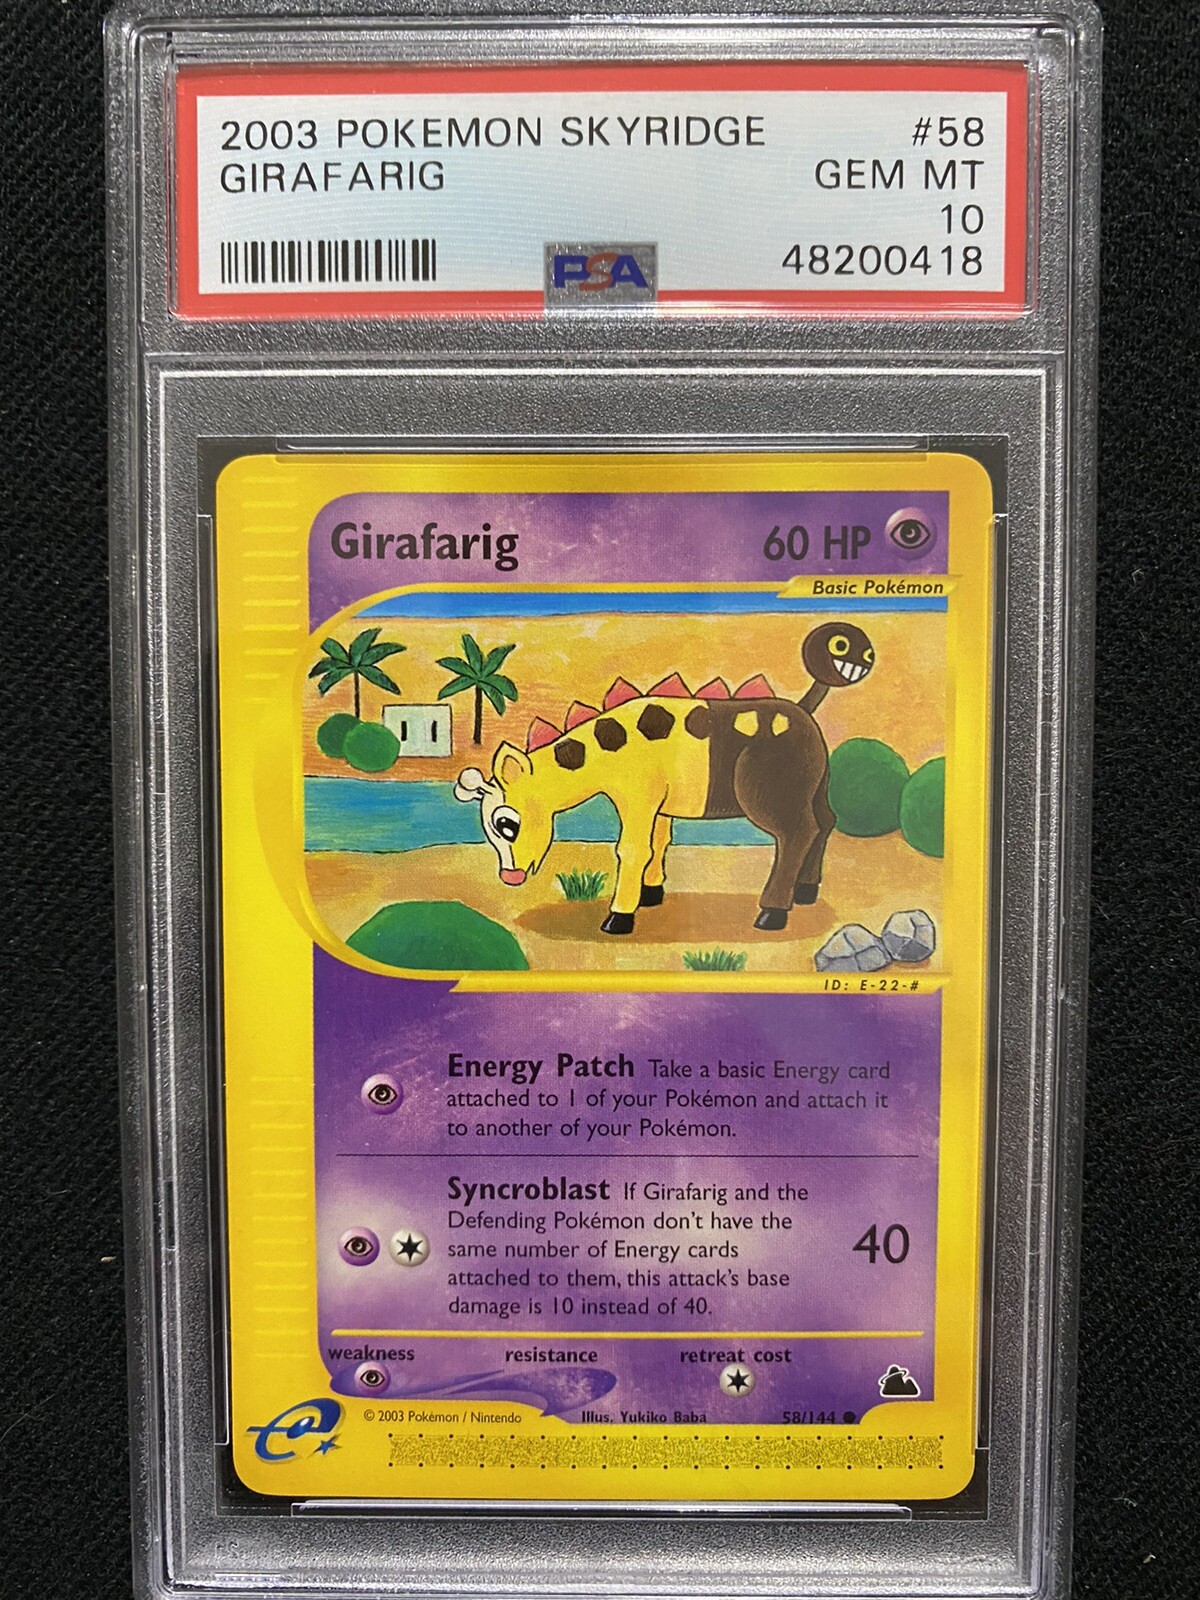 2003 POKEMON SKYRIDGE #58
GIRAFARIG GEM MT
10
48200418
PSA
Girafarig 60 HP
Basic Pokémon
ID: E-22-#
Energy Patch Take a basic Energy card
attached to 1 of your Pokémon and attach it
to another of your Pokémon.
Syncroblast If Girafarig and the
Defending Pokémon don't have the
same number of Energy cards
attached to them, this attack's base
damage is 10 instead of 40.
40
weakness resistance retreat cost
e
© 2003 Pokémon / Nintendo Illus. Yukiko Baba 58/144